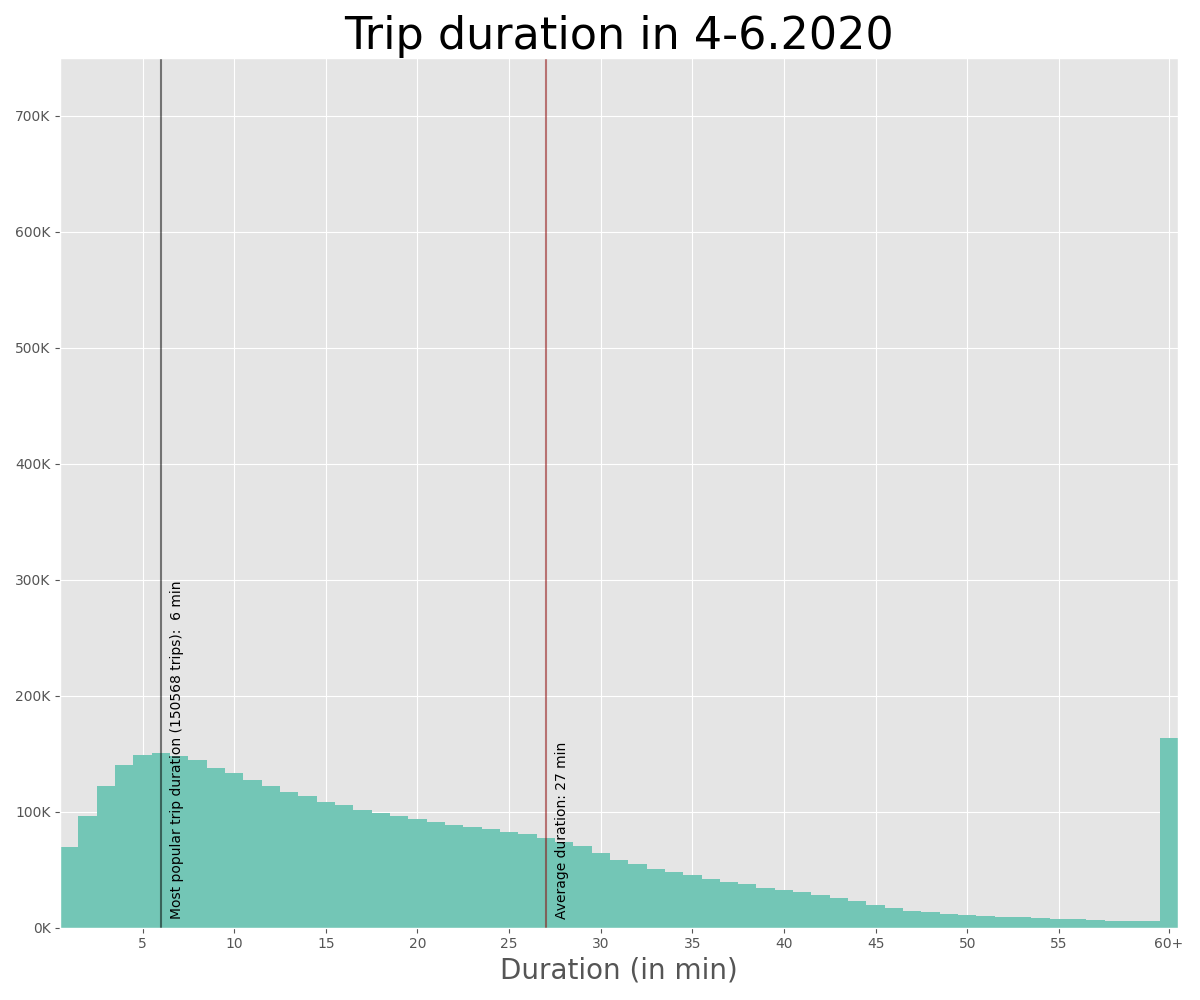 Trip duration in 4-6.2020
700K
600K
500K
400K
300K
200K
100K
0K
Most popular trip duration (150568 trips):  6 min
Average duration: 27 min
5 10 15 20 25 30 35 40 45 50 55 60+
Duration (in min)